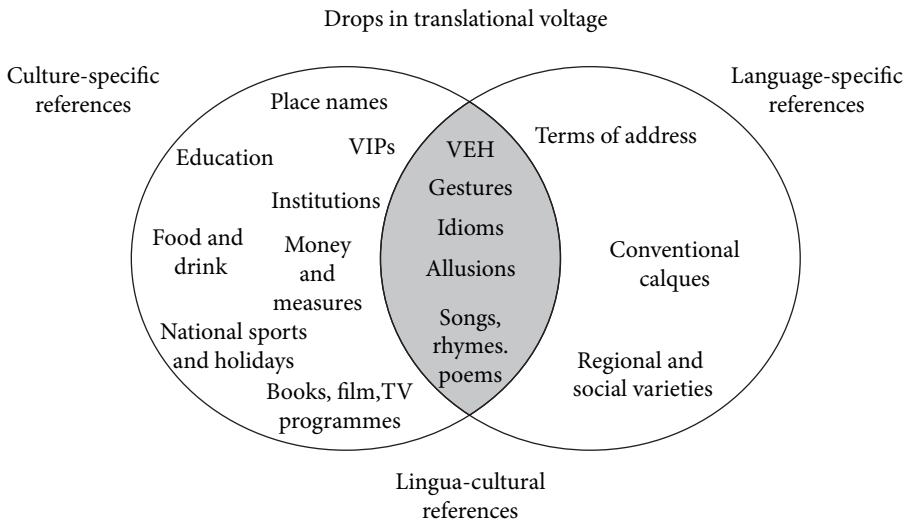 Drops in translational voltage
Culture-specific
references
Language-specific
references
Place names
VIPs
Education
Institutions
Food and
drink
Money
and
measures
National sports
and holidays
Books, film,TV
programmes
VEH
Gestures
Idioms
Allusions
Songs,
rhymes.
poems
Terms of address
Conventional
calques
Regional and
social varieties
Lingua-cultural
references